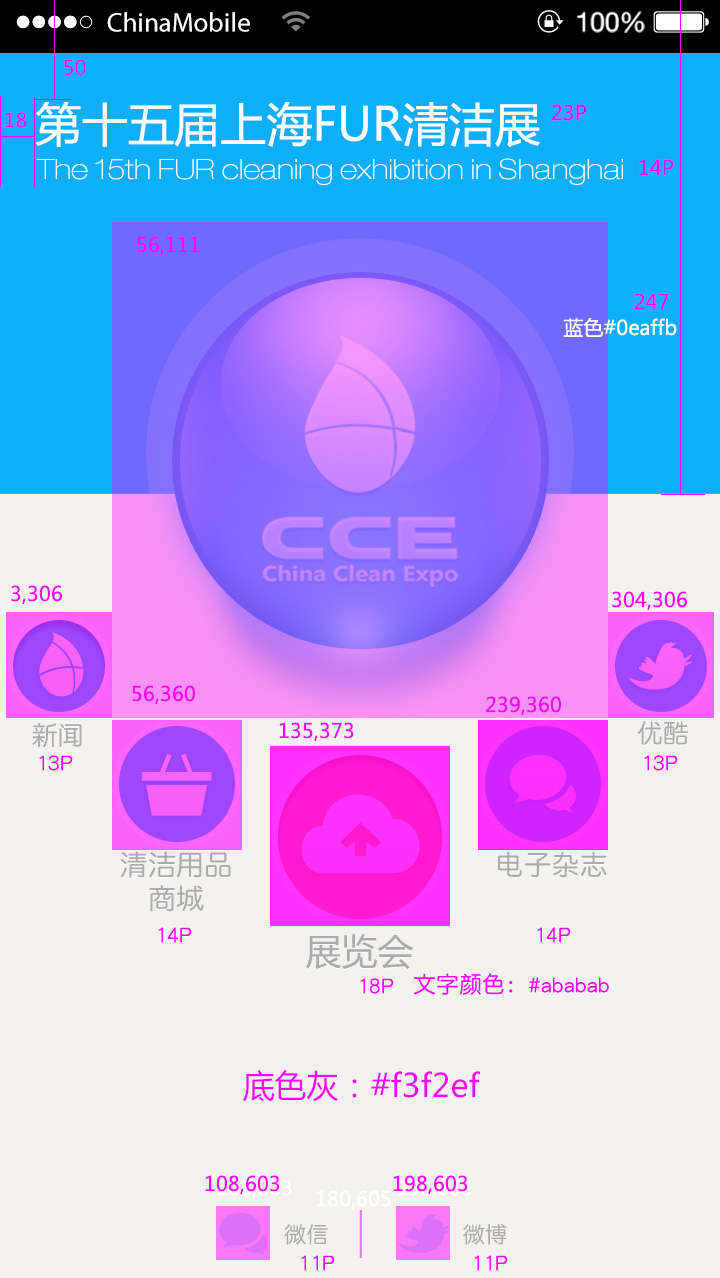 ChinaMobile 100%
50
18
第十五届上海FUR清洁展 23P
The 15th FUR cleaning exhibition in Shanghai 14P
56,111
247
蓝色#0eaffb
CCE
China Clean Expo
3,306
304,306
56,360
239,360
135,373
新闻
优酷
13P
13P
清洁用品
商城
电子杂志
14P
14P
展览会
18P 文字颜色：#ababab
底色灰：#f3f2ef
108,603
198,603
180,605
微信
微博
11P
11P